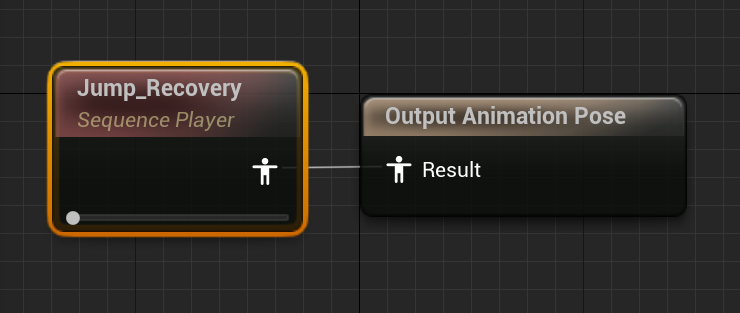 Jump_Recovery
Sequence Player
Output Animation Pose
Result